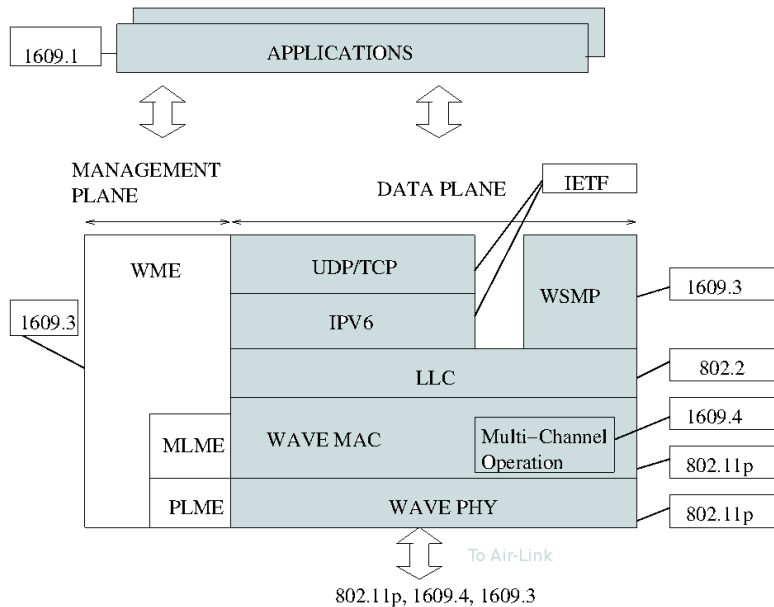 1609.1
APPLICATIONS
MANAGEMENT
PLANE
DATA PLANE
IETF
WME
UDP/TCP
WSMP
1609.3
1609.3
IPV6
LLC
802.2
1609.4
MLME
WAVE MAC
Multi−Channel
Operation
802.11p
PLME
WAVE PHY
802.11p
To Air-Link
802.11p, 1609.4, 1609.3